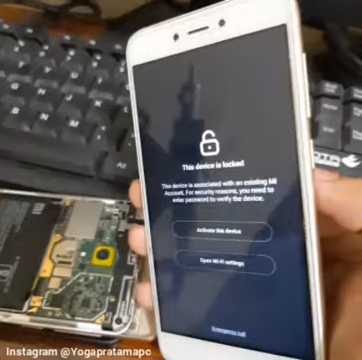 This device is locked
This device is associated with an existing Mi
Account. For security reasons, you need to
enter password to verify the device.
Activate this device
Open Wi-Fi settings
Emergency call
Instagram @Yogapratamapc